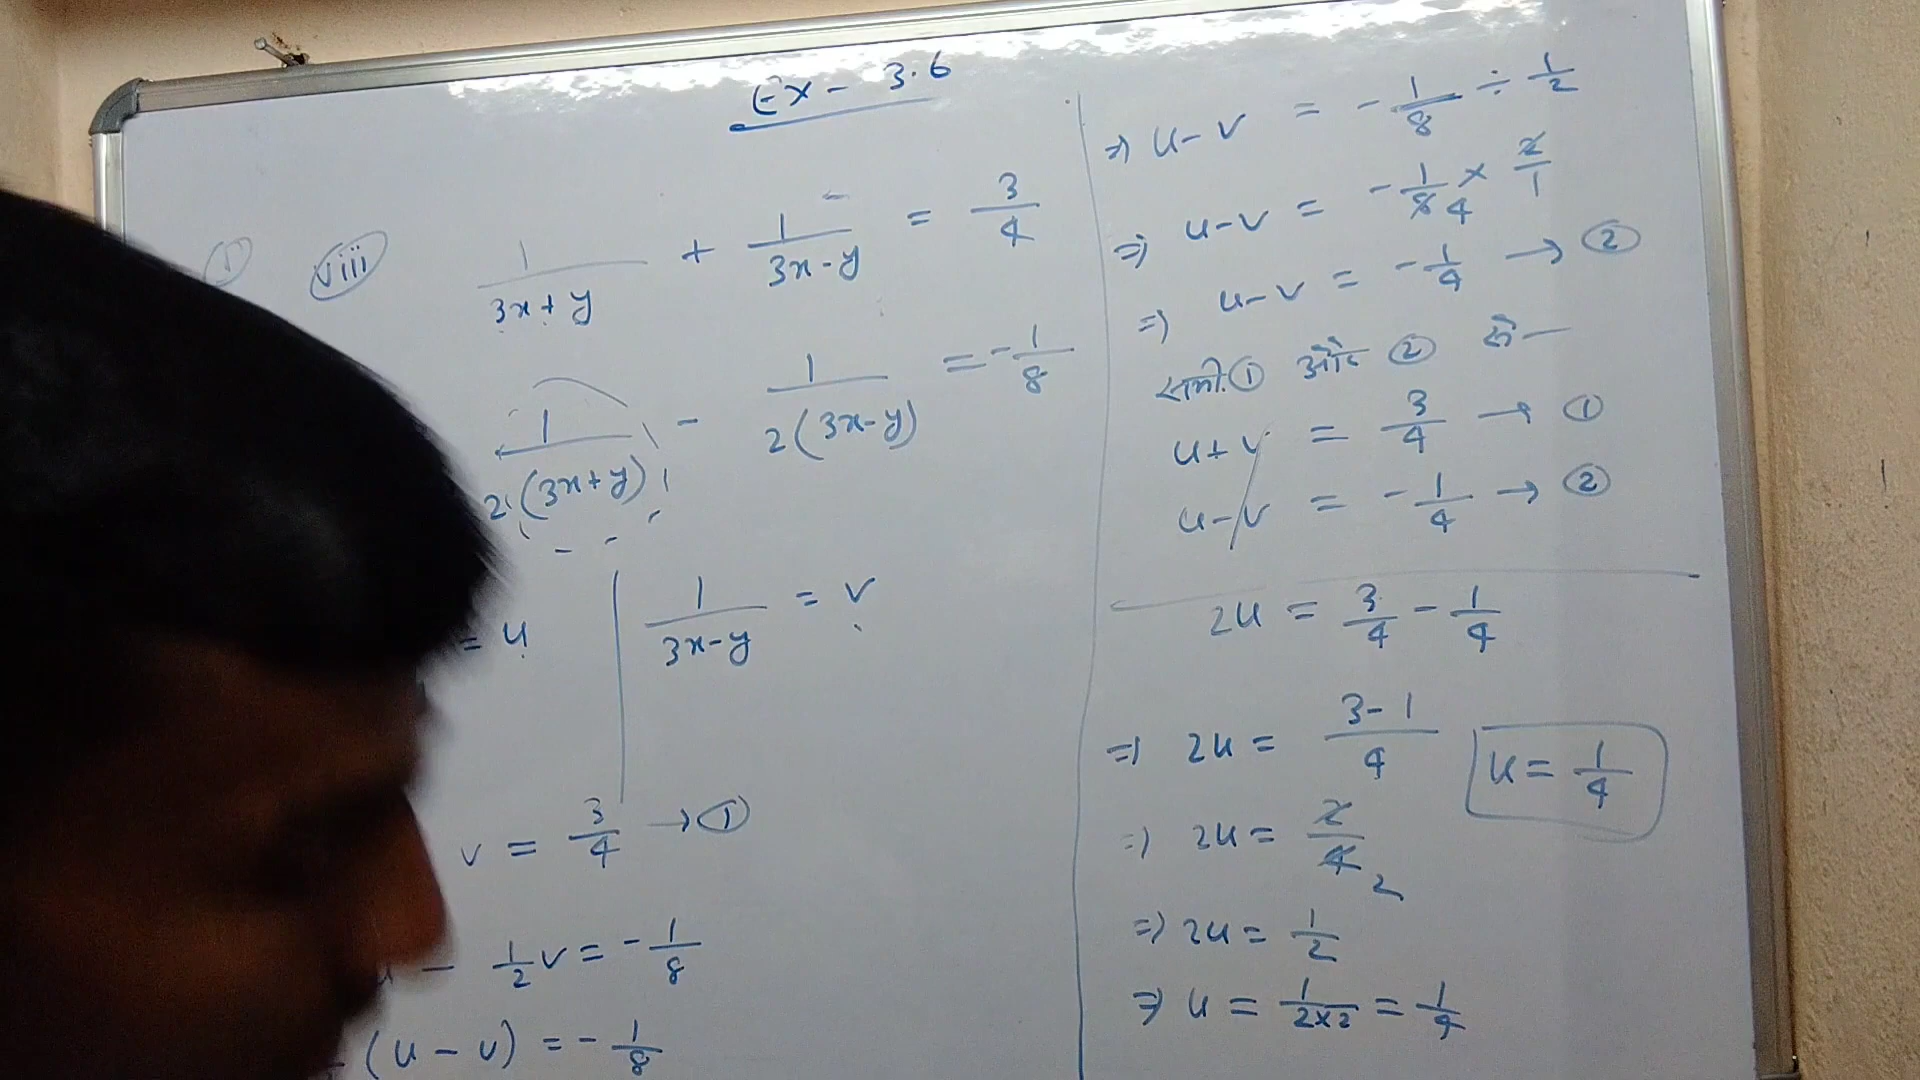 Ex - 3.6
(i) (viii) 1/(3x+y) + 1/(3x-y) = 3/4
1/2(3x+y) - 1/2(3x-y) = -1/8
= u | 1/(3x-y) = v
v = 3/4 → (1)
u - 1/2 v = -1/8
(u - v) = -1/8
⇒ u - v = -1/8 ÷ 1/2
⇒ u - v = -1/8 4 × 2/1
⇒ u - v = -1/4 → (2)
समी. (1) और (2) से —
u + v = 3/4 → (1)
u - v = -1/4 → (2)
2u = 3/4 - 1/4
⇒ 2u = (3-1)/4
u = 1/4
⇒ 2u = 2/4 2
⇒ 2u = 1/2
⇒ u = 1/(2×2) = 1/4